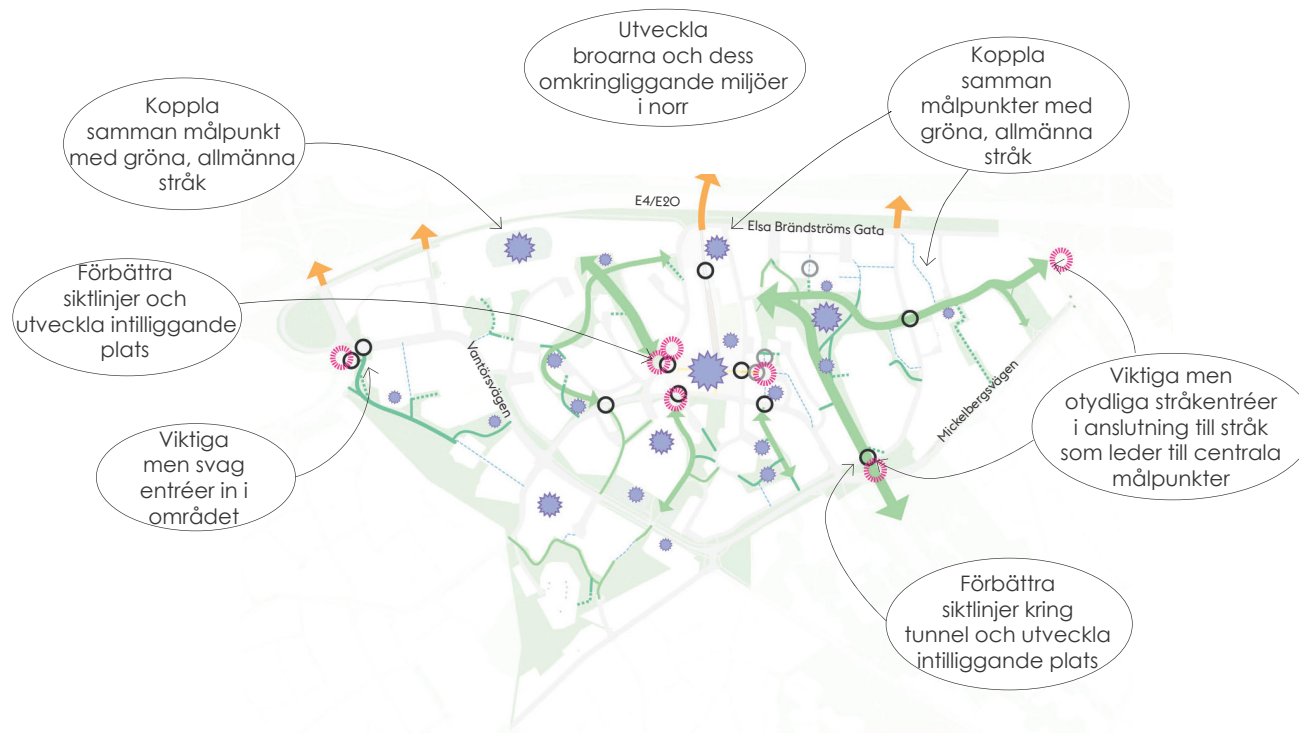 Utveckla
broarna och dess
omkringliggande miljöer
i norr
Koppla
samman
målpunkter med
gröna, allmänna
stråk
Koppla
samman målpunkt
med gröna, allmänna
stråk
E4/E20
Elsa Brändströms Gata
Förbättra
siktlinjer och
utveckla intilliggande
plats
Vantörsvägen
Mickelbergsvägen
Viktiga men
otydliga stråkentréer
i anslutning till stråk
som leder till centrala
målpunkter
Viktiga
men svag
entréer in i
området
Förbättra
siktlinjer kring
tunnel och utveckla
intilliggande plats